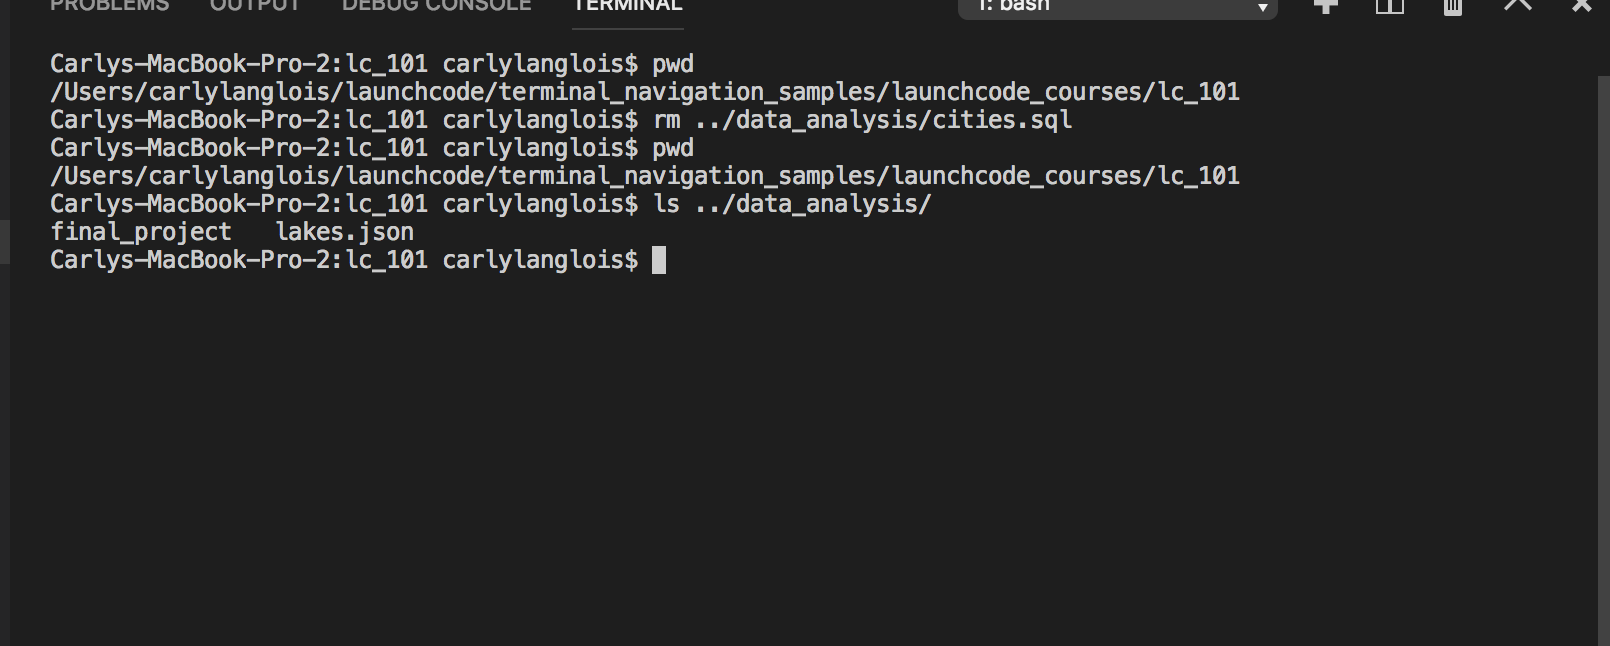 PROBLEMS OUTPUT DEBUG CONSOLE TERMINAL 1: bash
Carlys-MacBook-Pro-2:lc_101 carlylanglois$ pwd
/Users/carlylanglois/launchcode/terminal_navigation_samples/launchcode_courses/lc_101
Carlys-MacBook-Pro-2:lc_101 carlylanglois$ rm ../data_analysis/cities.sql
Carlys-MacBook-Pro-2:lc_101 carlylanglois$ pwd
/Users/carlylanglois/launchcode/terminal_navigation_samples/launchcode_courses/lc_101
Carlys-MacBook-Pro-2:lc_101 carlylanglois$ ls ../data_analysis/
final_project   lakes.json
Carlys-MacBook-Pro-2:lc_101 carlylanglois$